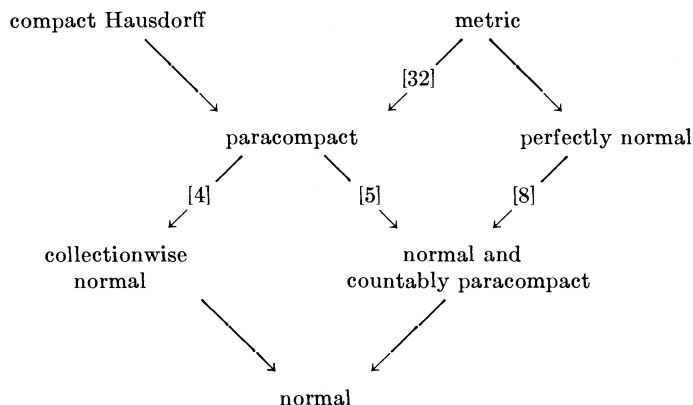 compact Hausdorff
metric
[32]
paracompact
perfectly normal
[4]
[5]
[8]
collectionwise
normal
normal and
countably paracompact
normal